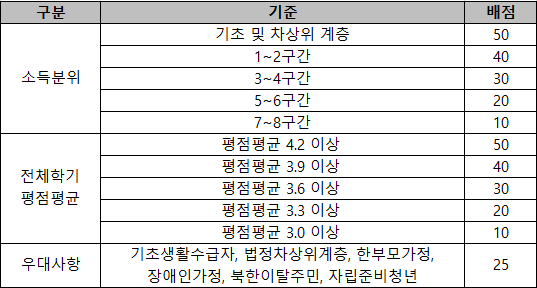 구분 기준 배점
소득분위
기초 및 차상위 계층 50
1~2구간 40
3~4구간 30
5~6구간 20
7~8구간 10
전체학기
평점평균
평점평균 4.2 이상 50
평점평균 3.9 이상 40
평점평균 3.6 이상 30
평점평균 3.3 이상 20
평점평균 3.0 이상 10
우대사항
기초생활수급자, 법정차상위계층, 한부모가정,
장애인가정, 북한이탈주민, 자립준비청년
25